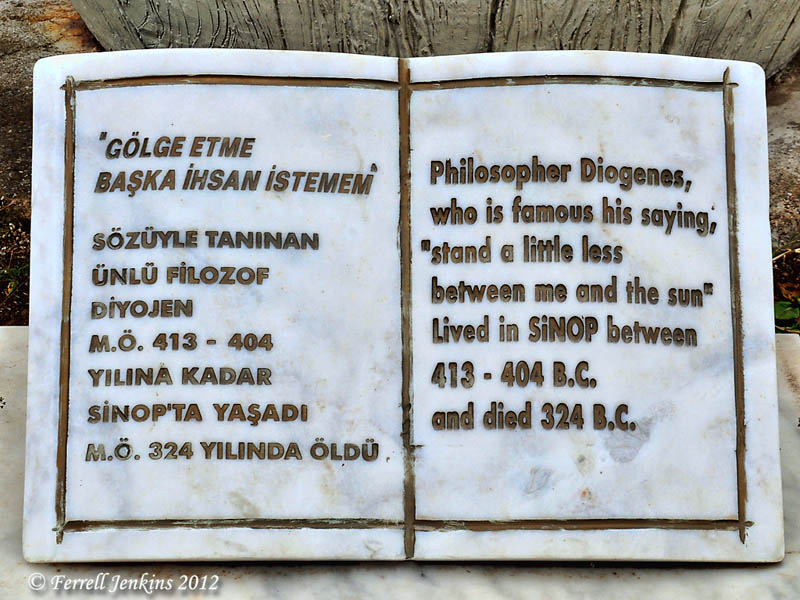 "GÖLGE ETME
BAŞKA İHSAN İSTEMEM"
SÖZÜYLE TANINAN
ÜNLÜ FİLOZOF
DİYOJEN
M.Ö. 413 - 404
YILINA KADAR
SİNOP'TA YAŞADI
M.Ö. 324 YILINDA ÖLDÜ
Philosopher Diogenes,
who is famous his saying,
"stand a little less
between me and the sun"
Lived in SİNOP between
413 - 404 B.C.
and died 324 B.C.
© Ferrell Jenkins 2012